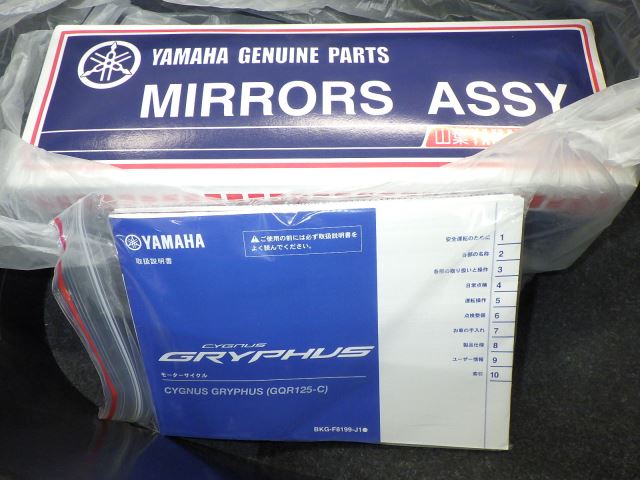 YAMAHA GENUINE PARTS
MIRRORS ASSY
YAMAHA
取扱説明書
⚠ご使用の前には必ず取扱説明書を
よく読んでください。
CYGNUS
GRYPHUS
モーターサイクル
CYGNUS GRYPHUS (GQR125-C)
BKG-F8199-J1
安全運転のために 1
各部の名称 2
各部の取り扱いと操作 3
日常点検 4
運転操作 5
点検整備 6
お車の手入れ 7
製品仕様 8
ユーザー情報 9
索引 10